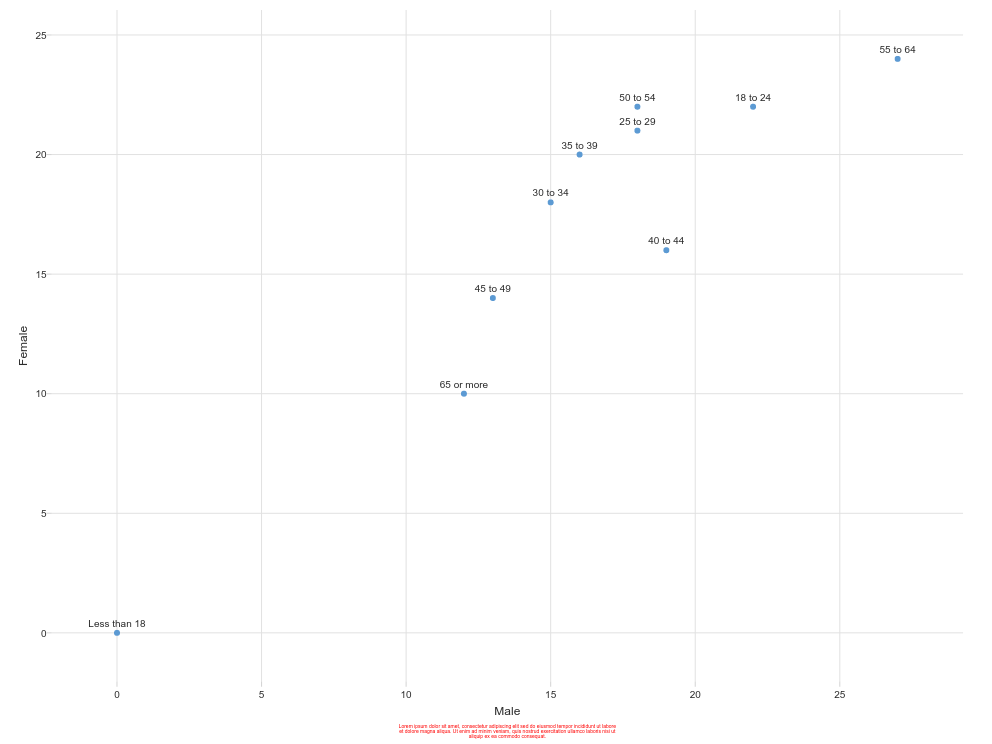 25
55 to 64
50 to 54
18 to 24
25 to 29
35 to 39
20
30 to 34
40 to 44
15
45 to 49
Female
65 or more
10
5
Less than 18
0
0 5 10 15 20 25
Male
Lorem ipsum dolor sit amet, consectetur adipiscing elit sed do eiusmod tempor incididunt ut labore
et dolore magna aliqua. Ut enim ad minim veniam, quis nostrud exercitation ullamco laboris nisi ut
aliquip ex ea commodo consequat.